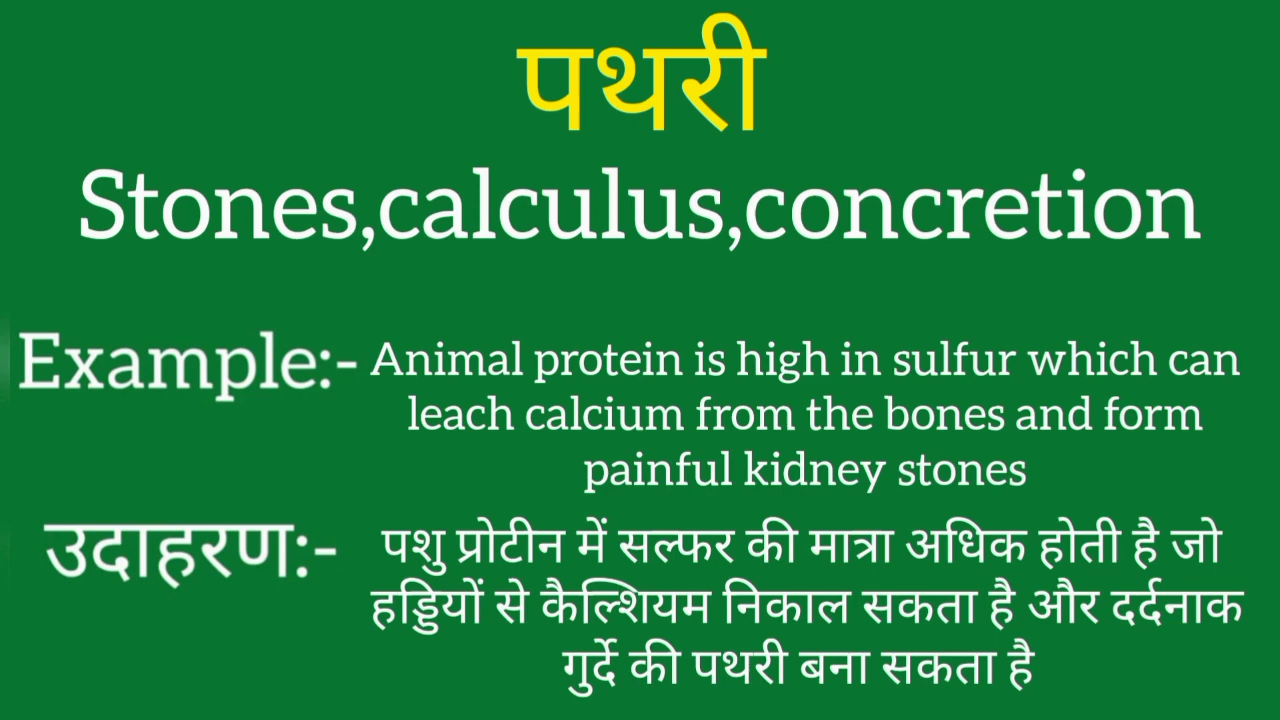 पथरी
Stones,calculus,concretion
Example:- Animal protein is high in sulfur which can
leach calcium from the bones and form
painful kidney stones
उदाहरण:- पशु प्रोटीन में सल्फर की मात्रा अधिक होती है जो
हड्डियों से कैल्शियम निकाल सकता है और दर्दनाक
गुर्दे की पथरी बना सकता है